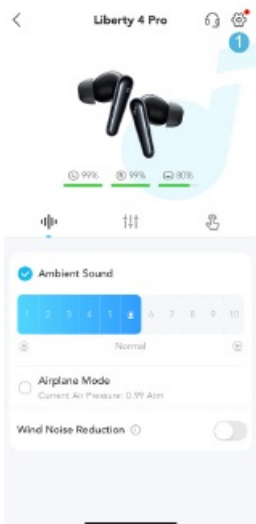 Liberty 4 Pro
1
L 99% R 99% 80%
Ambient Sound
1 2 3 4 5 6 7 8 9 10
Normal
Airplane Mode
Current Air Pressure: 0.99 Atm
Wind Noise Reduction